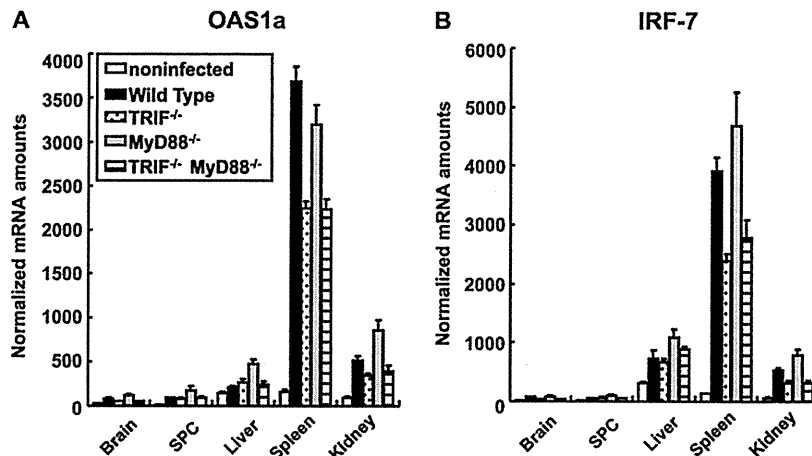 A
OAS1a
Normalized mRNA amounts
4000
3500
3000
2500
2000
1500
1000
500
0
noninfected
Wild Type
TRIF-/-
MyD88-/-
TRIF-/- MyD88-/-
Brain
SPC
Liver
Spleen
Kidney
B
IRF-7
Normalized mRNA amounts
6000
5000
4000
3000
2000
1000
0
Brain
SPC
Liver
Spleen
Kidney